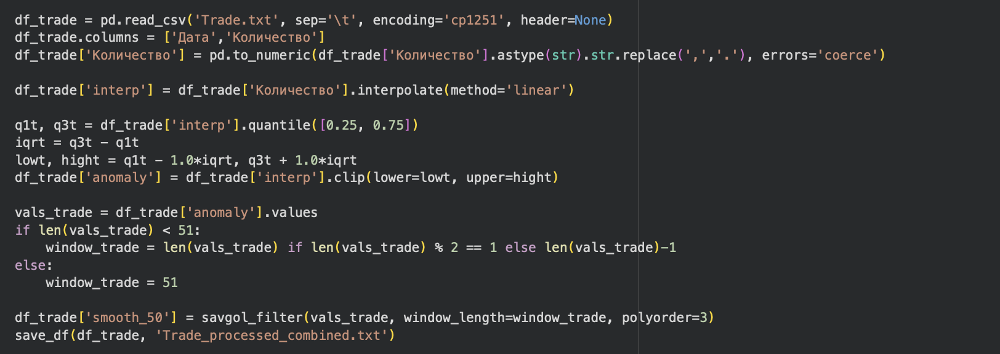 df_trade = pd.read_csv('Trade.txt', sep='\t', encoding='cp1251', header=None)
df_trade.columns = ['Дата','Количество']
df_trade['Количество'] = pd.to_numeric(df_trade['Количество'].astype(str).str.replace(',','.'), errors='coerce')
df_trade['interp'] = df_trade['Количество'].interpolate(method='linear')
q1t, q3t = df_trade['interp'].quantile([0.25, 0.75])
iqrt = q3t - q1t
lowt, hight = q1t - 1.0*iqrt, q3t + 1.0*iqrt
df_trade['anomaly'] = df_trade['interp'].clip(lower=lowt, upper=hight)
vals_trade = df_trade['anomaly'].values
if len(vals_trade) < 51:
    window_trade = len(vals_trade) if len(vals_trade) % 2 == 1 else len(vals_trade)-1
else:
    window_trade = 51
df_trade['smooth_50'] = savgol_filter(vals_trade, window_length=window_trade, polyorder=3)
save_df(df_trade, 'Trade_processed_combined.txt')